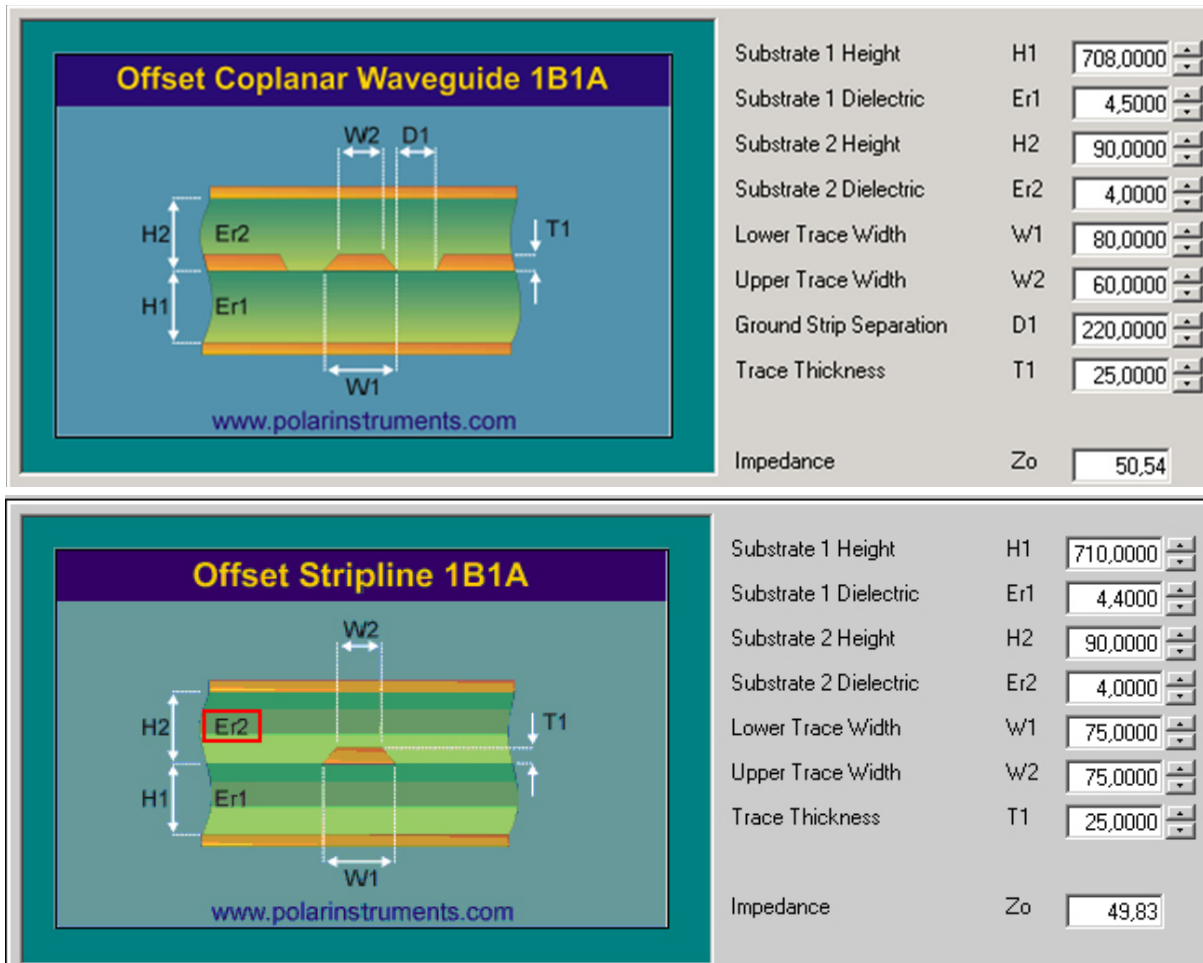 Offset Coplanar Waveguide 1B1A
W2 D1
H2 Er2 T1
H1 Er1
W1
www.polarinstruments.com
Substrate 1 Height H1 708,0000
Substrate 1 Dielectric Er1 4,5000
Substrate 2 Height H2 90,0000
Substrate 2 Dielectric Er2 4,0000
Lower Trace Width W1 80,0000
Upper Trace Width W2 60,0000
Ground Strip Separation D1 220,0000
Trace Thickness T1 25,0000
Impedance Zo 50,54
Offset Stripline 1B1A
W2
H2 Er2 T1
H1 Er1
W1
www.polarinstruments.com
Substrate 1 Height H1 710,0000
Substrate 1 Dielectric Er1 4,4000
Substrate 2 Height H2 90,0000
Substrate 2 Dielectric Er2 4,0000
Lower Trace Width W1 75,0000
Upper Trace Width W2 75,0000
Trace Thickness T1 25,0000
Impedance Zo 49,83